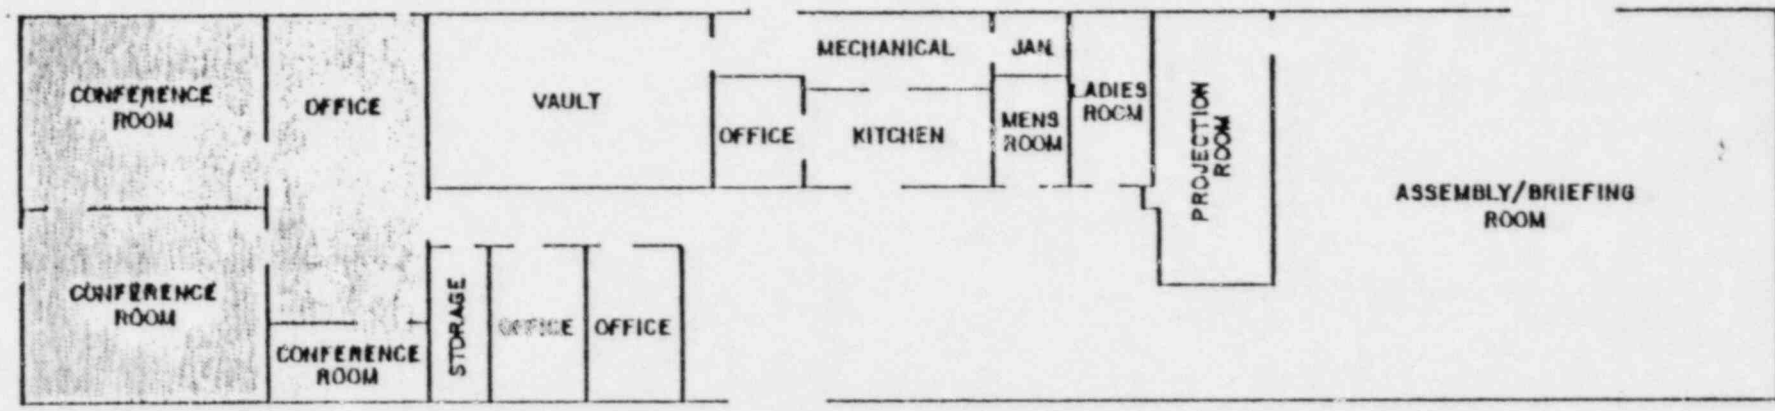 CONFERENCE
ROOM
OFFICE
VAULT
MECHANICAL
JAN.
OFFICE
KITCHEN
MENS
ROOM
LADIES
ROOM
PROJECTION
ROOM
ASSEMBLY/BRIEFING
ROOM
CONFERENCE
ROOM
CONFERENCE
ROOM
STORAGE
OFFICE
OFFICE